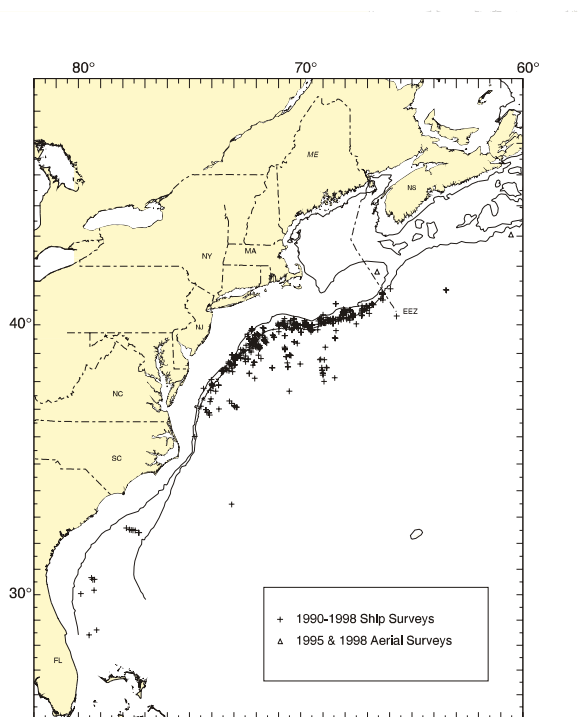 80° 70° 60°
ME
NS
NY
MA
EEZ
40°
NJ
NC
SC
30°
1990-1998 Ship Surveys
1995 & 1998 Aerial Surveys
FL